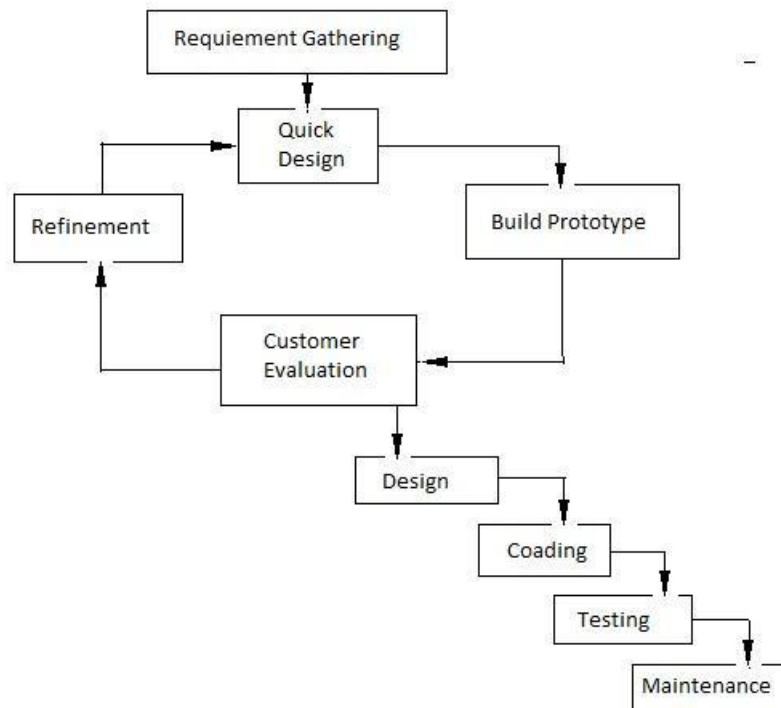 Requiement Gathering
Quick
Design
Refinement
Build Prototype
Customer
Evaluation
Design
Coading
Testing
Maintenance